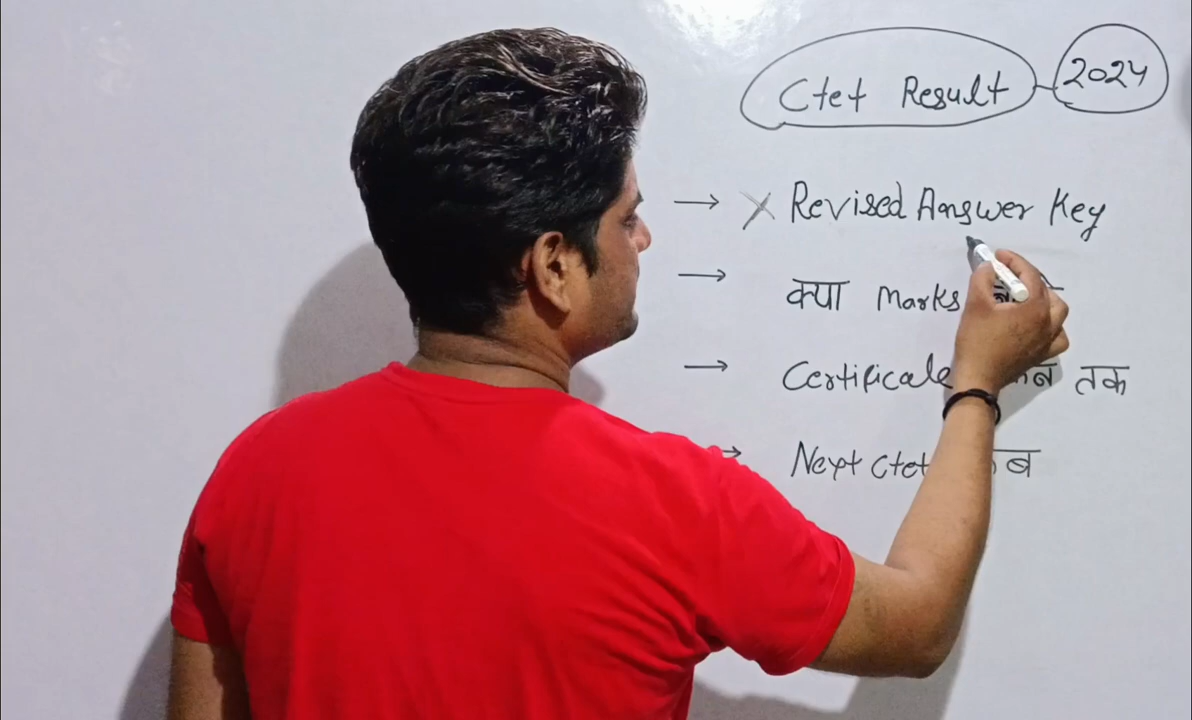 Ctet Result 2024
→ X Revised Answer Key
→ क्या Marks
→ Certificate तक
→ Next Ctet